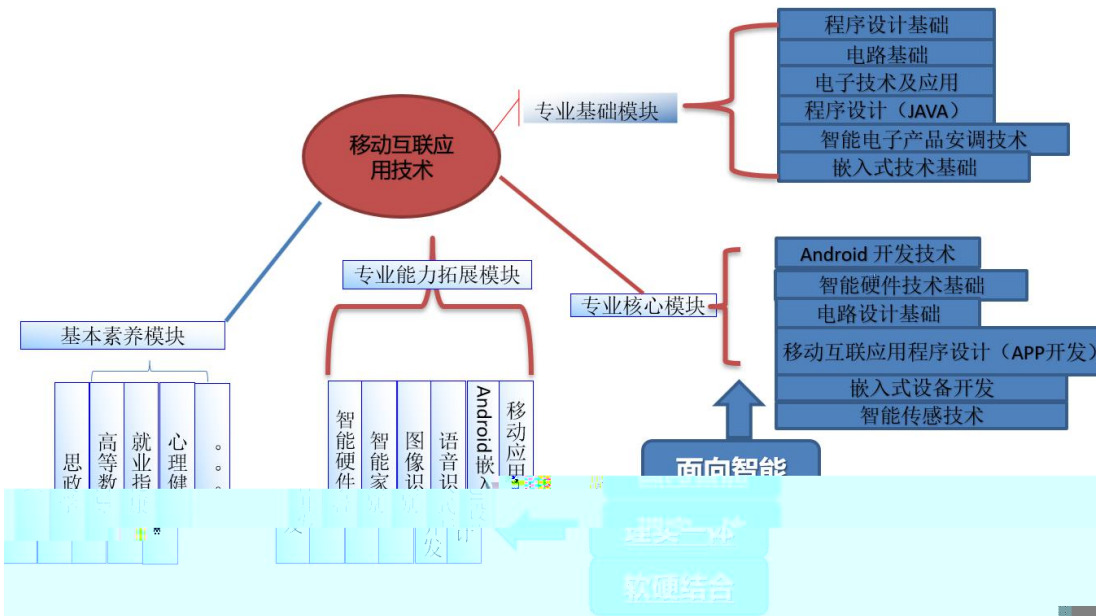 程序设计基础
电路基础
电子技术及应用
程序设计（JAVA）
智能电子产品安调技术
嵌入式技术基础
专业基础模块
移动互联应
用技术
专业能力拓展模块
专业核心模块
Android 开发技术
智能硬件技术基础
电路设计基础
移动互联应用程序设计（APP开发）
嵌入式设备开发
智能传感技术
基本素养模块
思政
高等数
就业指
心理健
。。。
智能硬件
智能家
图像识
语音识
Android嵌入
移动应用
面向智能
理实一体
软硬结合
发
开发
计